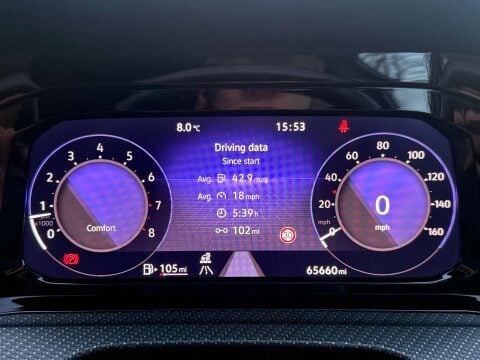 8.0 °C 15:53
Driving data
Since start
Avg. 42.9 mpg
Avg. 18 mph
5:39 h
102 mi
30
0 1 2 3 4 5 6 7 8
x1000
Comfort
0 20 40 60 80 100 120 140 160
mph
0
mph
P
105 mi
65660 mi